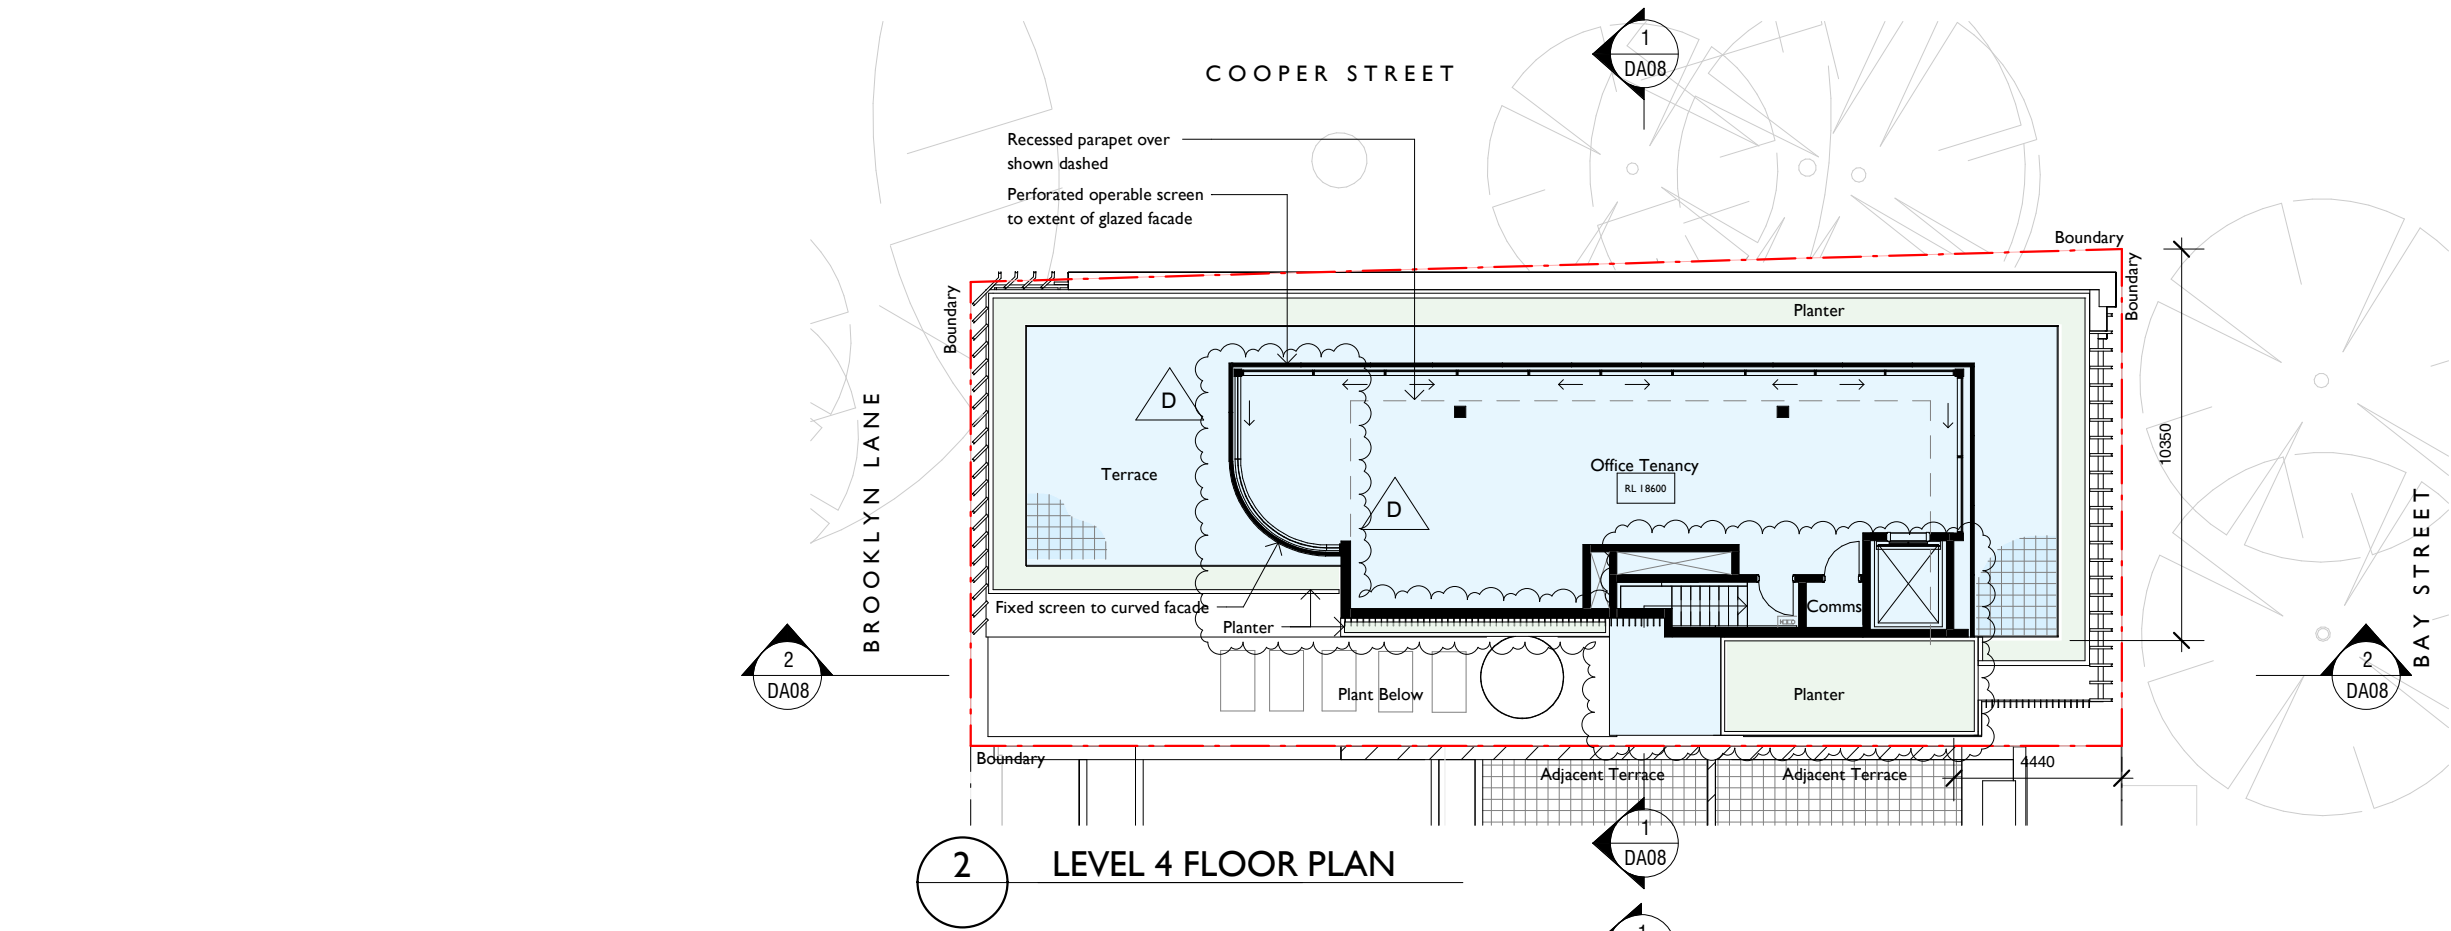 1
DA08
COOPER STREET
Recessed parapet over
shown dashed
Perforated operable screen
to extent of glazed facade
Boundary
Boundary
Boundary
Planter
10350
D
Terrace
Office Tenancy
RL 18600
D
BROOKLYN LANE
BAY STREET
Fixed screen to curved facade
Comms
Planter
2
DA08
2
DA08
Plant Below
Planter
Boundary
4440
Adjacent Terrace
Adjacent Terrace
1
DA08
2
LEVEL 4 FLOOR PLAN
1